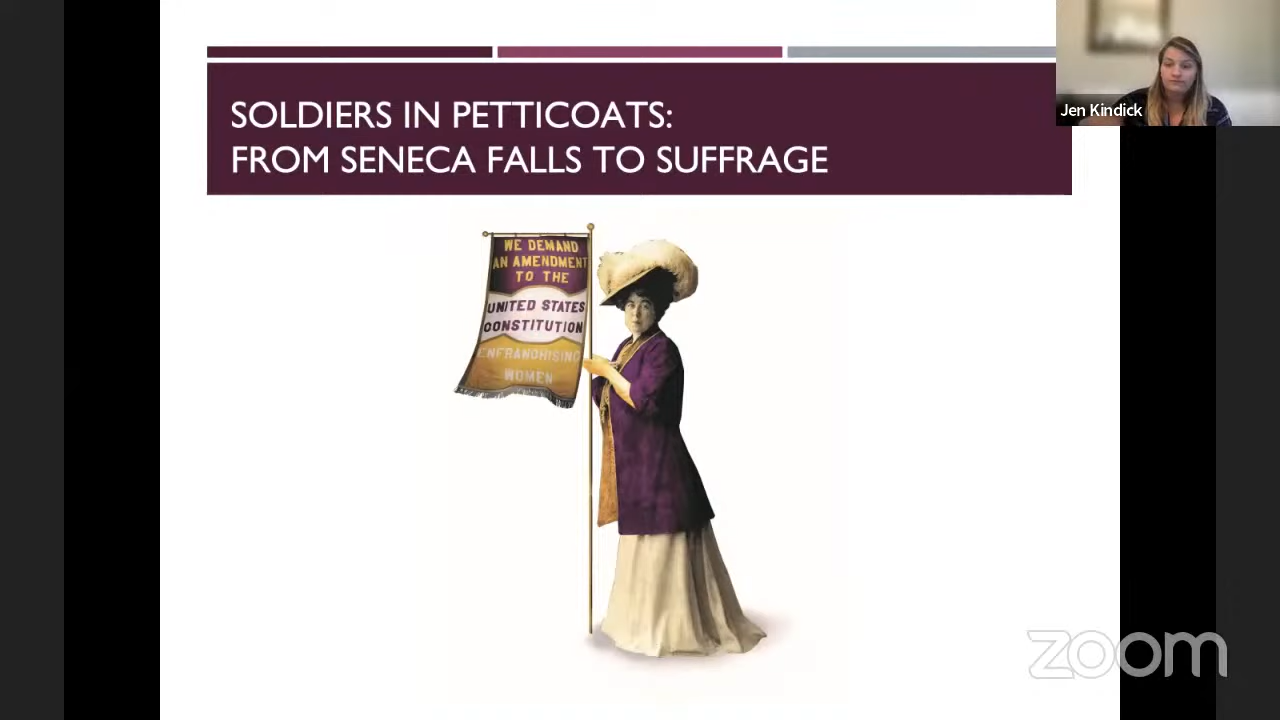 SOLDIERS IN PETTICOATS:
FROM SENECA FALLS TO SUFFRAGE
Jen Kindick
WE DEMAND
AN AMENDMENT
TO THE
UNITED STATES
CONSTITUTION
ENFRANCHISING
WOMEN
zoom